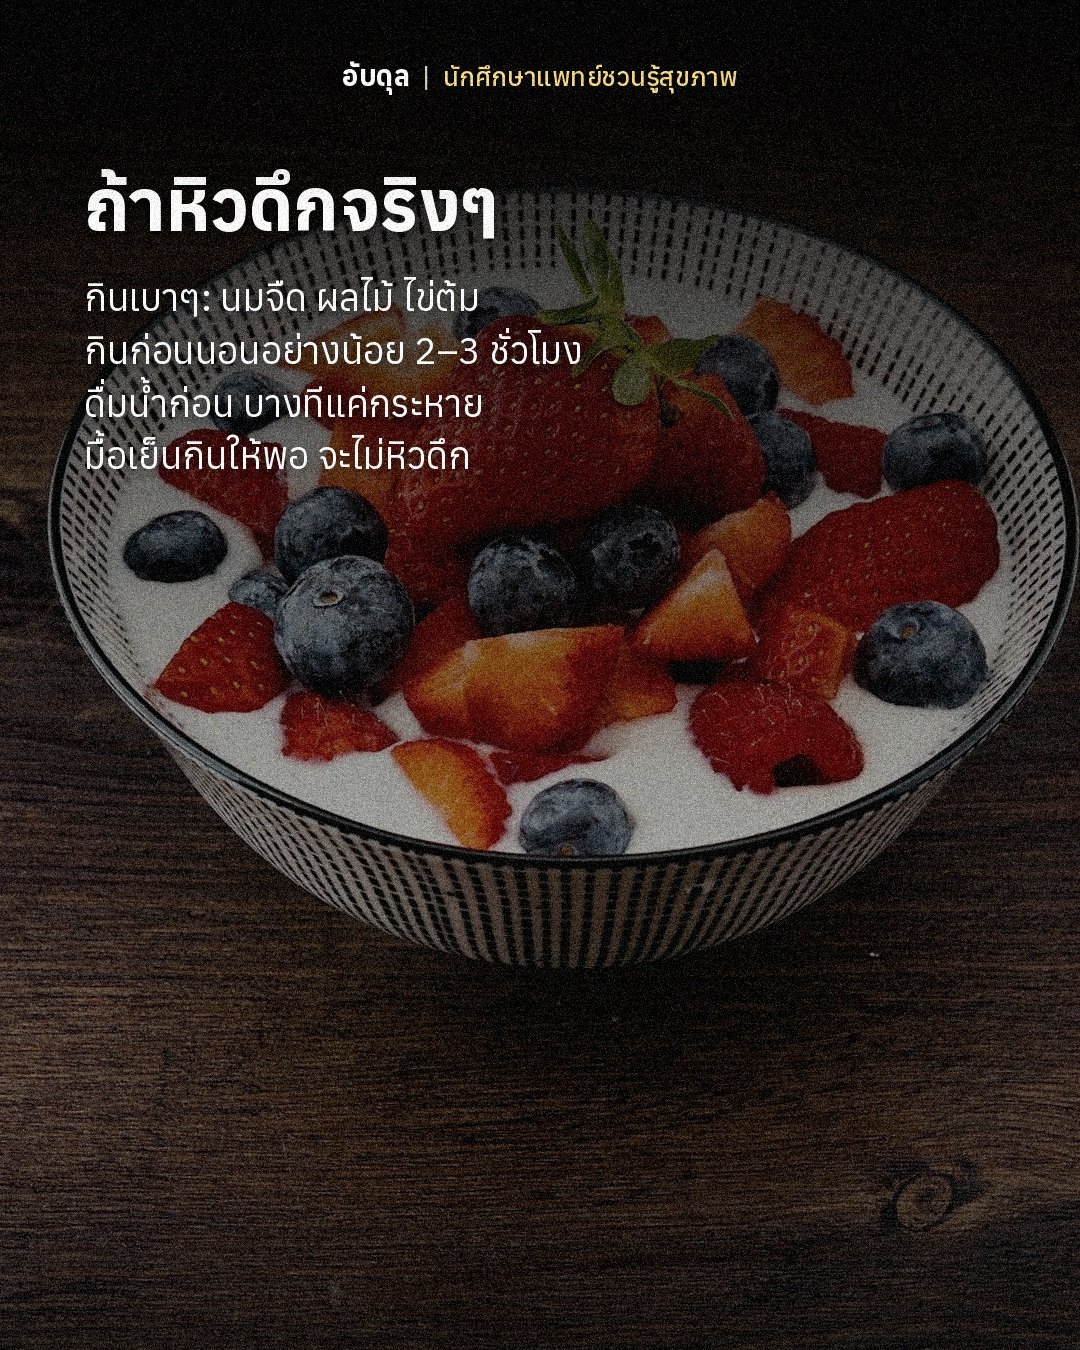 อับดุล | นักศึกษาแพทย์ชวนรู้สุขภาพ
ถ้าหิวดึกจริงๆ
กินเบาๆ: นมจืด ผลไม้ ไข่ต้ม
กินก่อนนอนอย่างน้อย 2–3 ชั่วโมง
ดื่มน้ำก่อน บางทีแค่กระหาย
มื้อเย็นกินให้พอ จะไม่หิวดึก